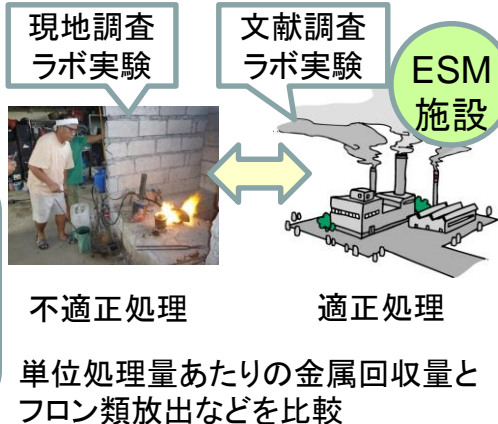 現地調査
ラボ実験
文献調査
ラボ実験
ESM
施設
不適正処理
適正処理
単位処理量あたりの金属回収量と
フロン類放出などを比較